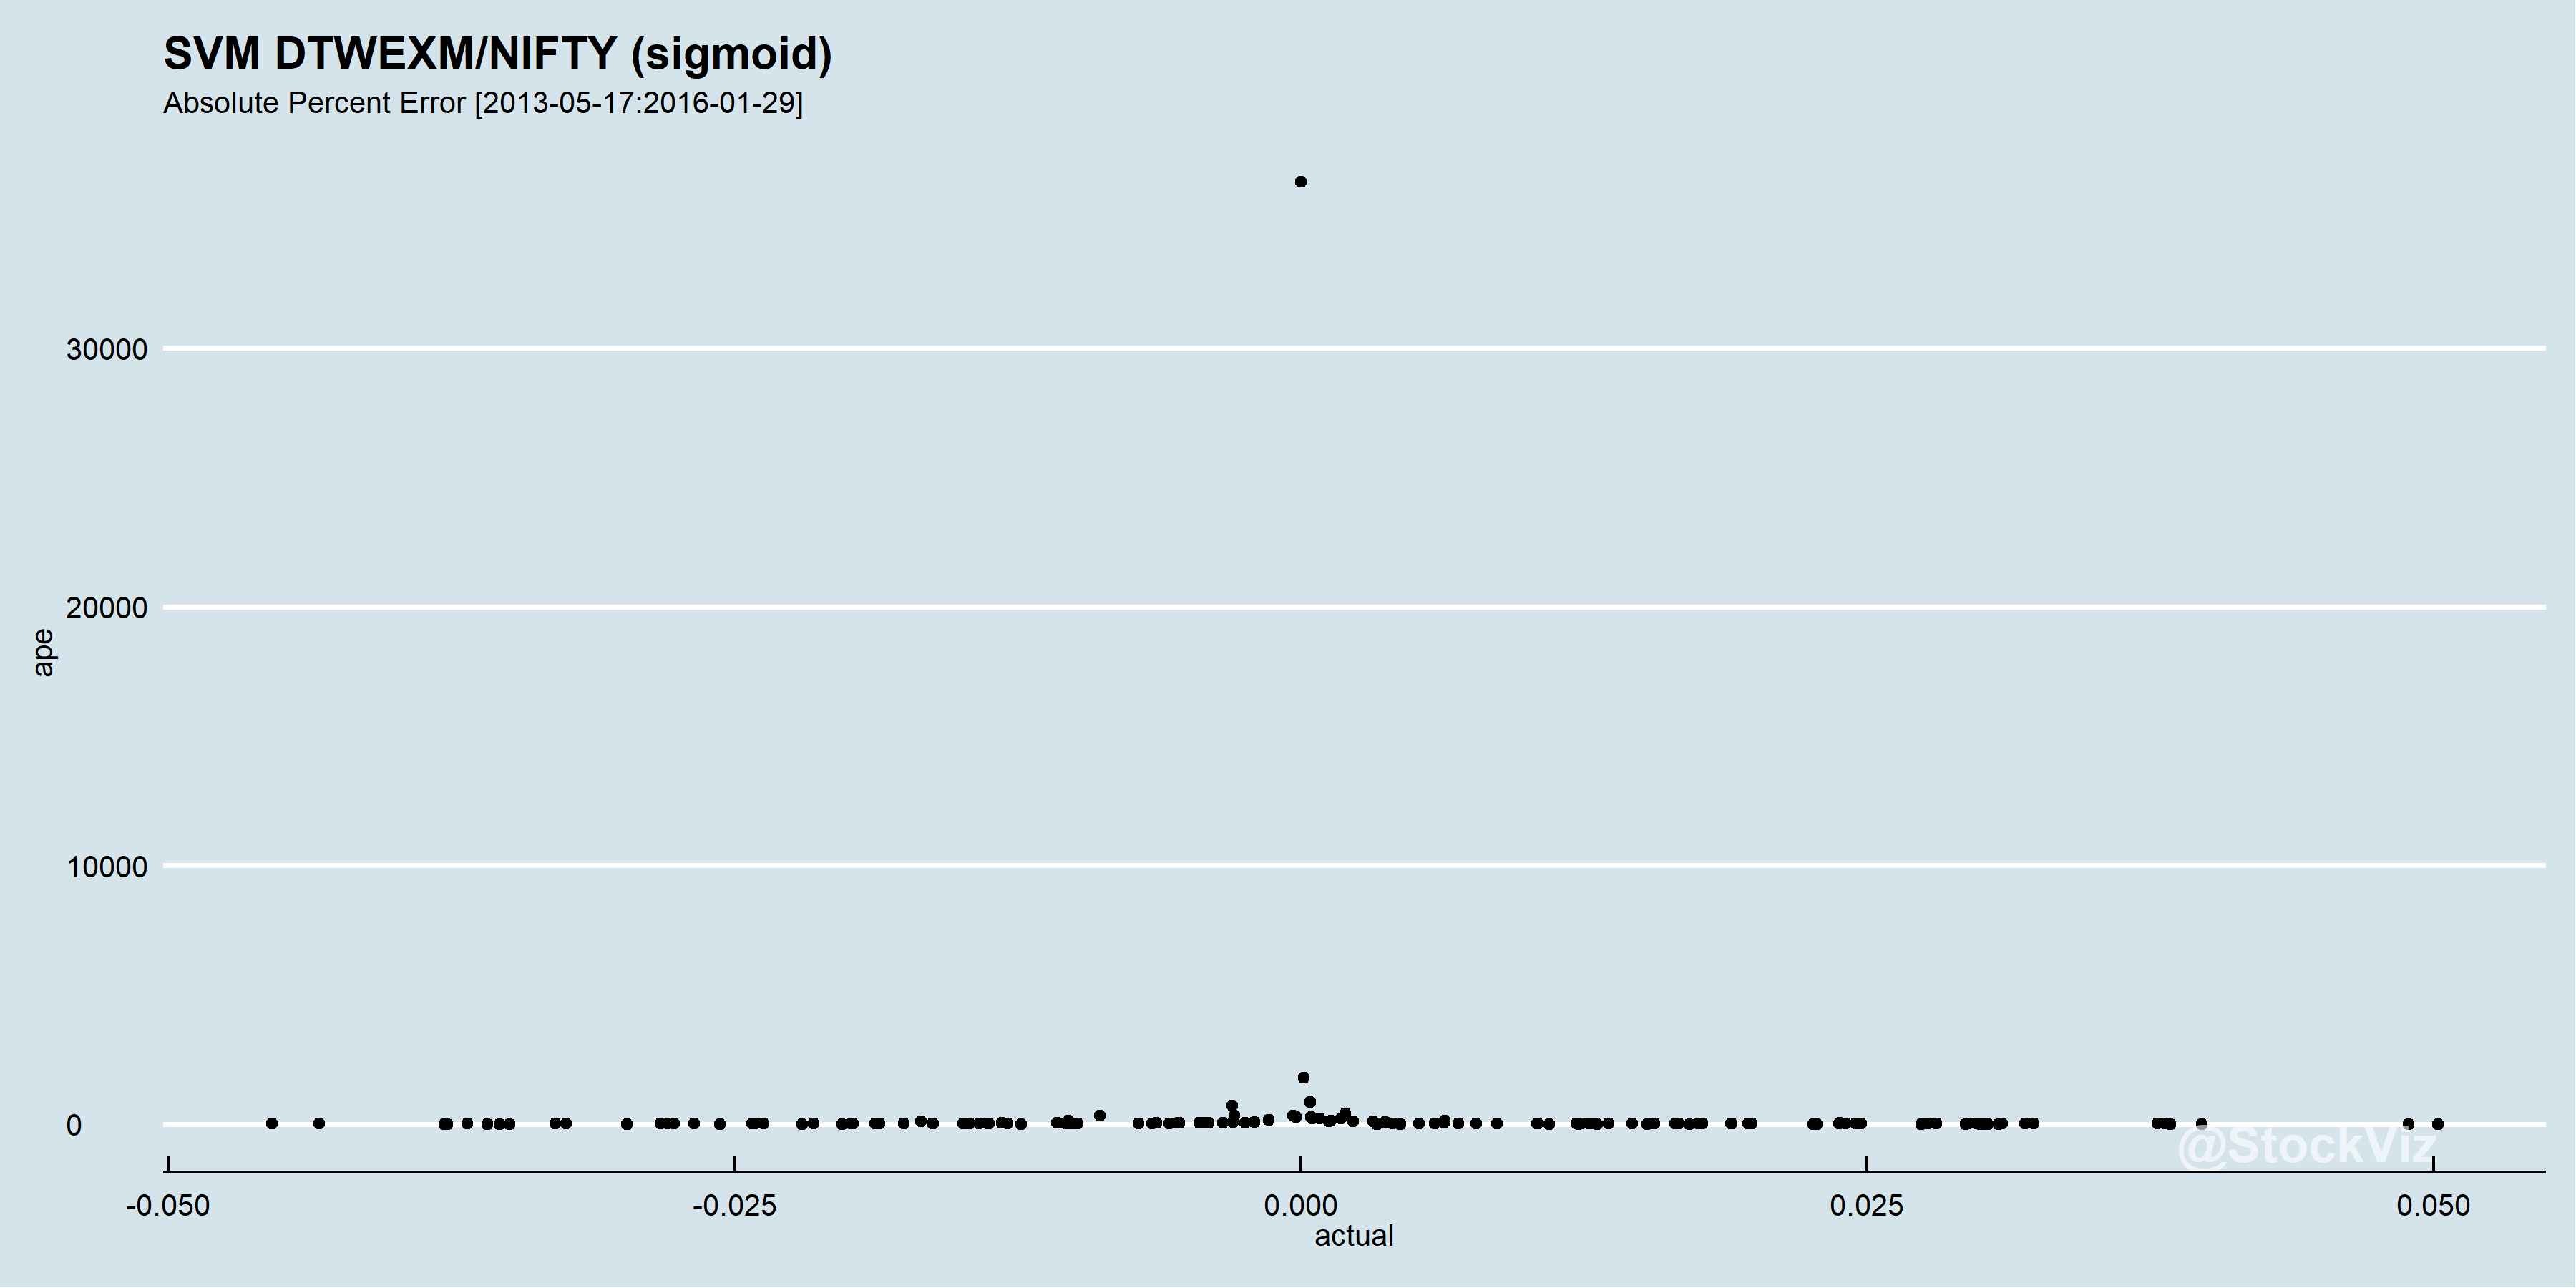 SVM DTWEXM/NIFTY (sigmoid)
Absolute Percent Error [2013-05-17:2016-01-29]
30000
20000
ape
10000
0
@StockViz
-0.050 -0.025 0.000 0.025 0.050
actual